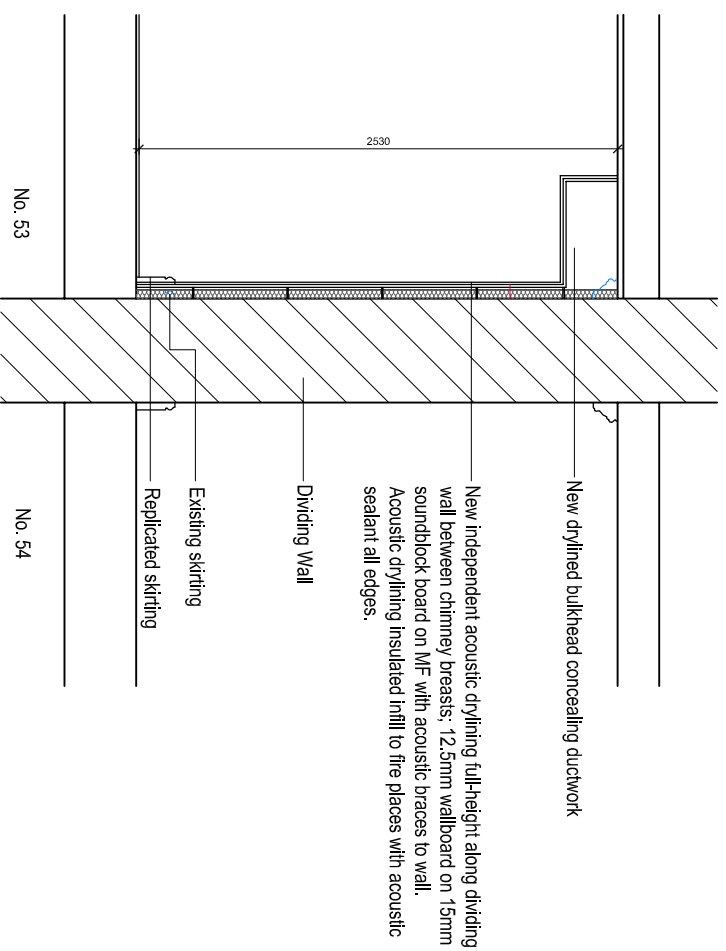 New drylined bulkhead concealing ductwork
New independent acoustic drylining full-height along dividing
wall between chimney breasts; 12.5mm wallboard on 15mm
soundblock board on MF with acoustic braces to wall.
Acoustic drylining insulated infill to fire places with acoustic
sealant all edges.
2530
Dividing Wall
Existing skirting
Replicated skirting
No. 53
No. 54